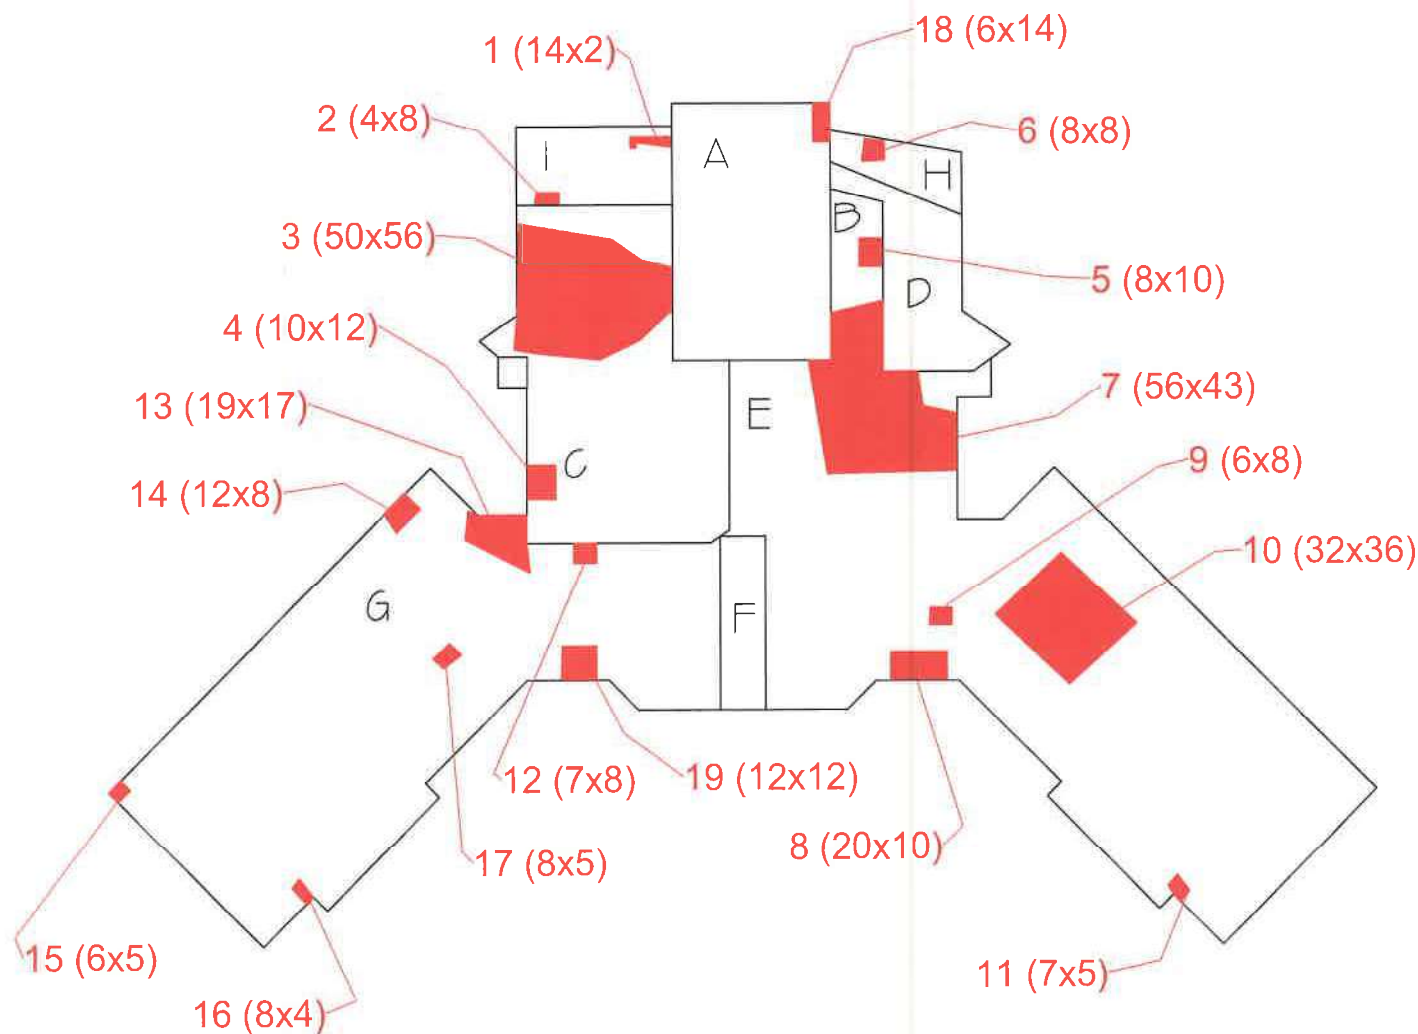 18 (6x14)
1 (14x2)
2 (4x8)
6 (8x8)
I
A
H
B
3 (50x56)
5 (8x10)
D
4 (10x12)
7 (56x43)
13 (19x17)
E
C
9 (6x8)
14 (12x8)
10 (32x36)
G
F
12 (7x8)
19 (12x12)
8 (20x10)
17 (8x5)
15 (6x5)
11 (7x5)
16 (8x4)